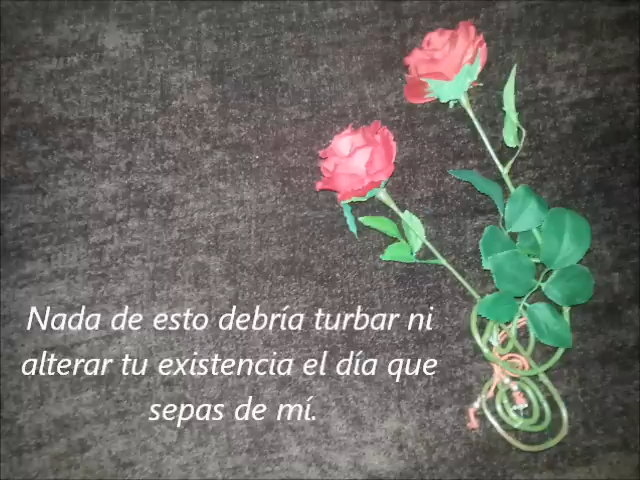 Nada de esto debría turbar ni
alterar tu existencia el día que
sepas de mí.